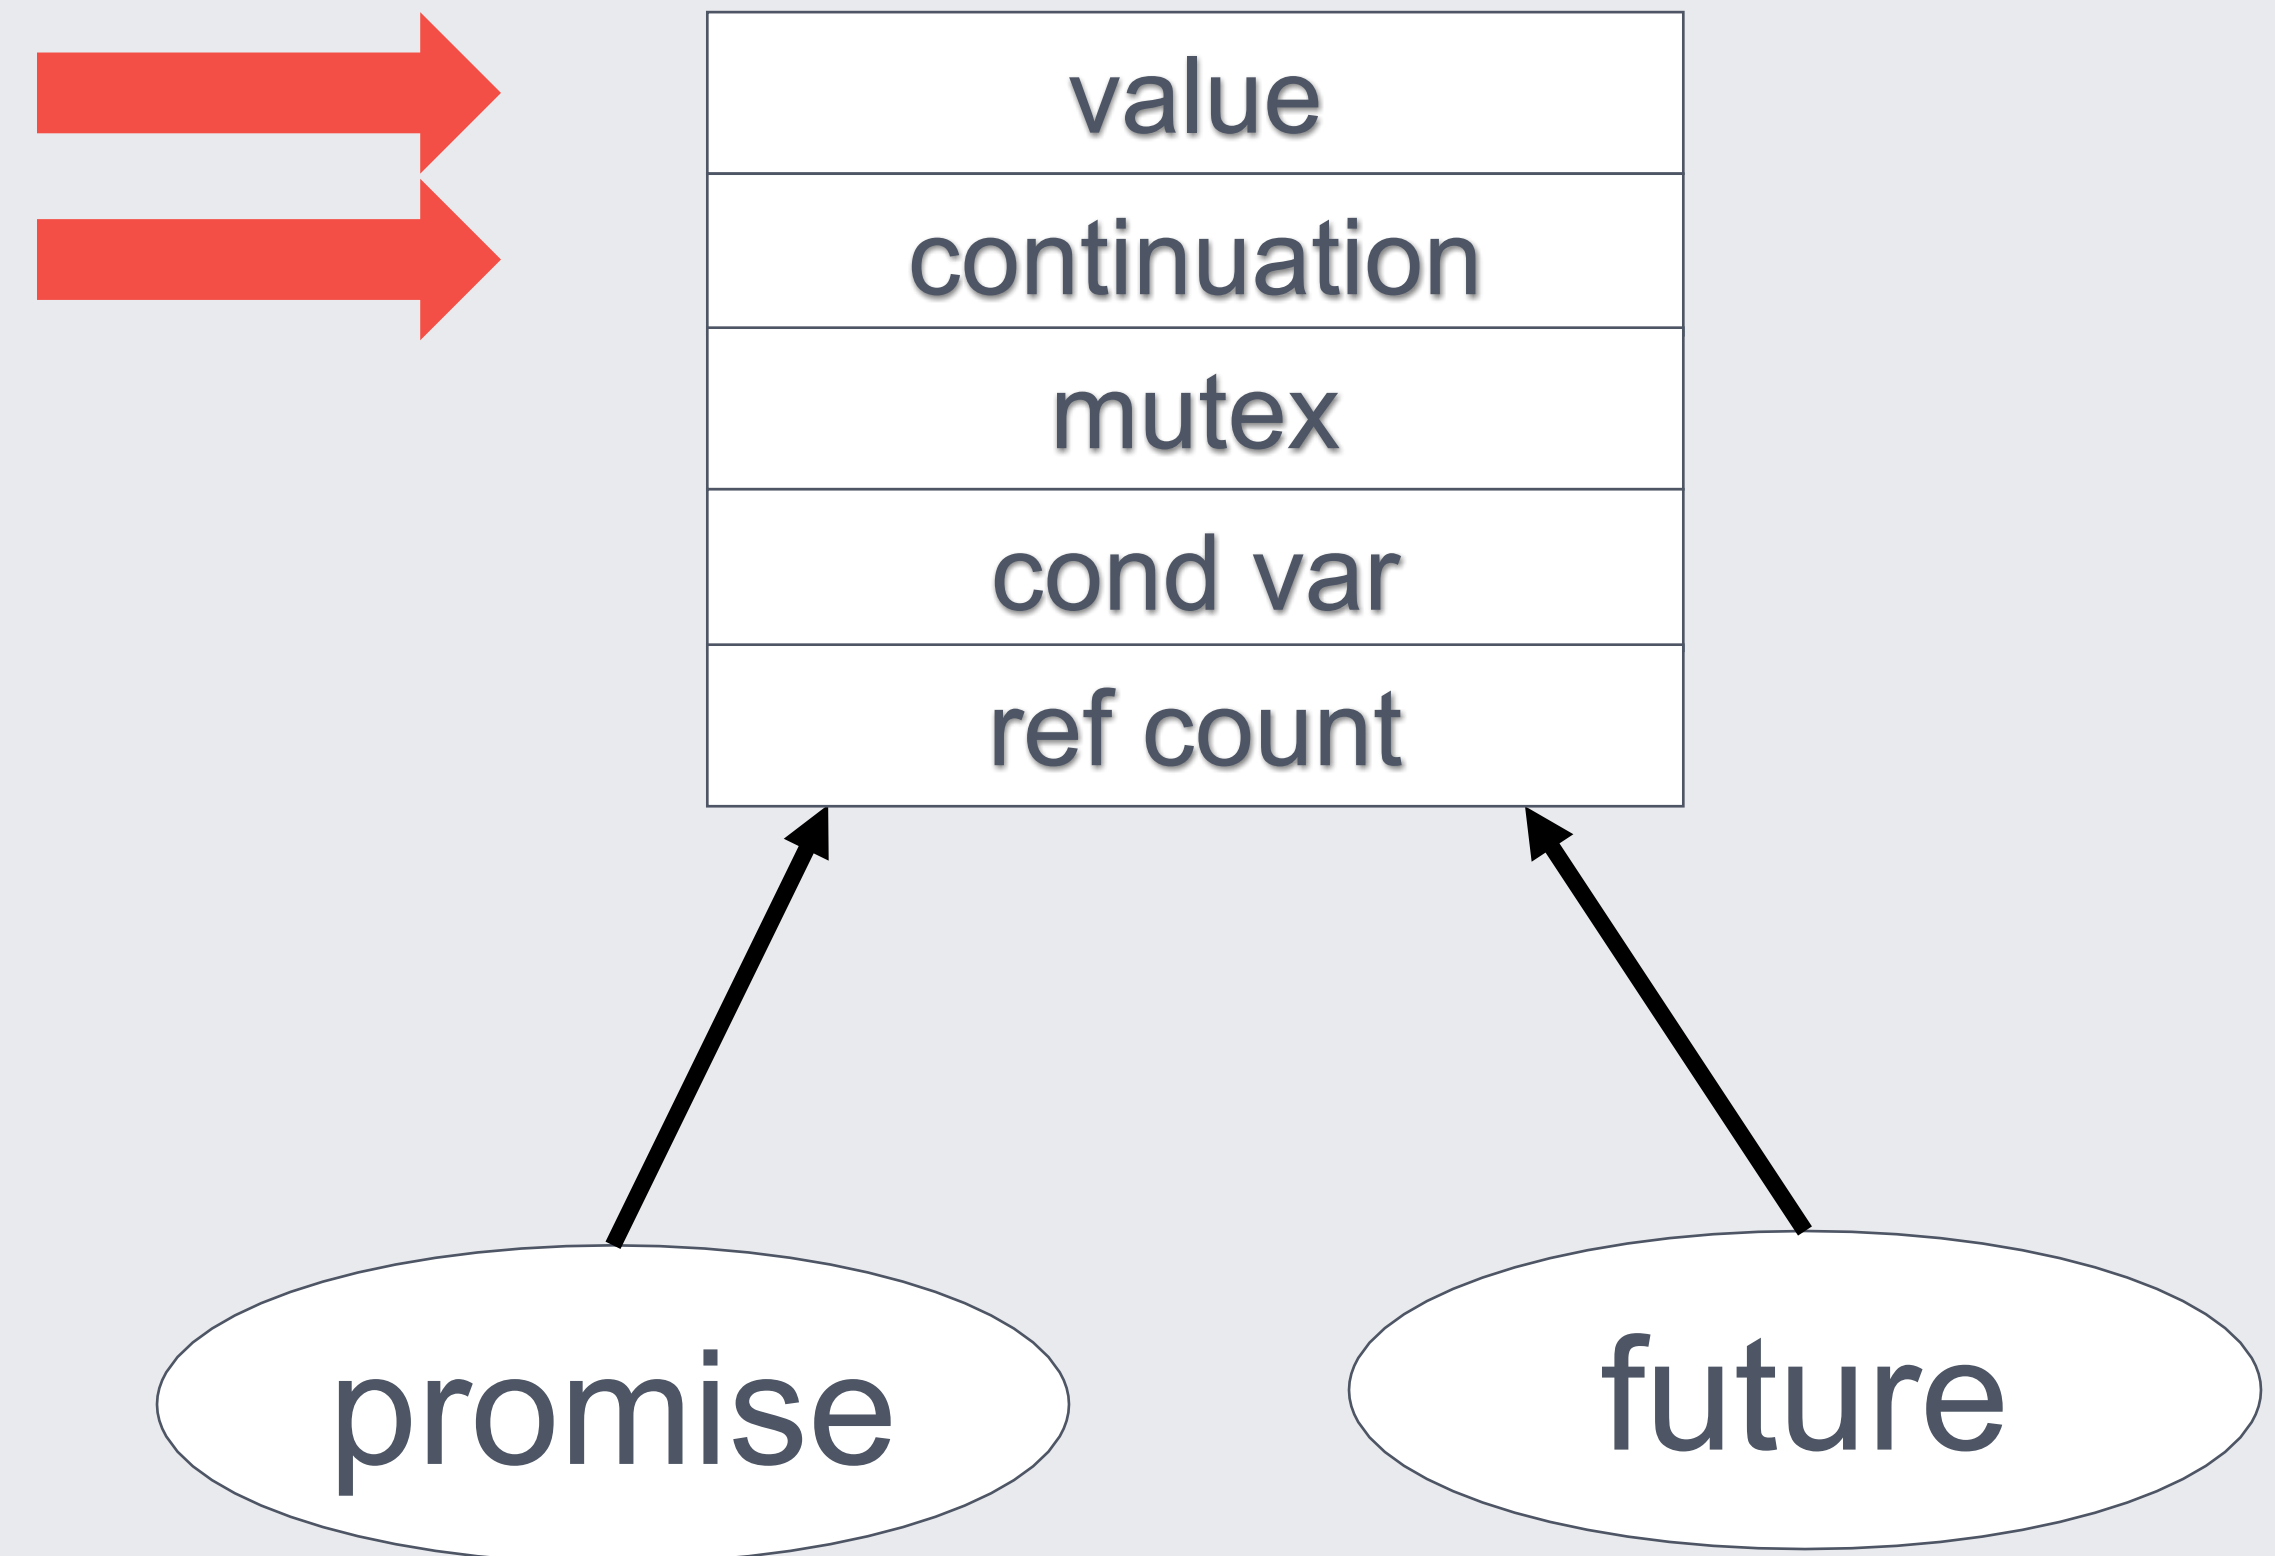 value
continuation
mutex
cond var
ref count
promise
future